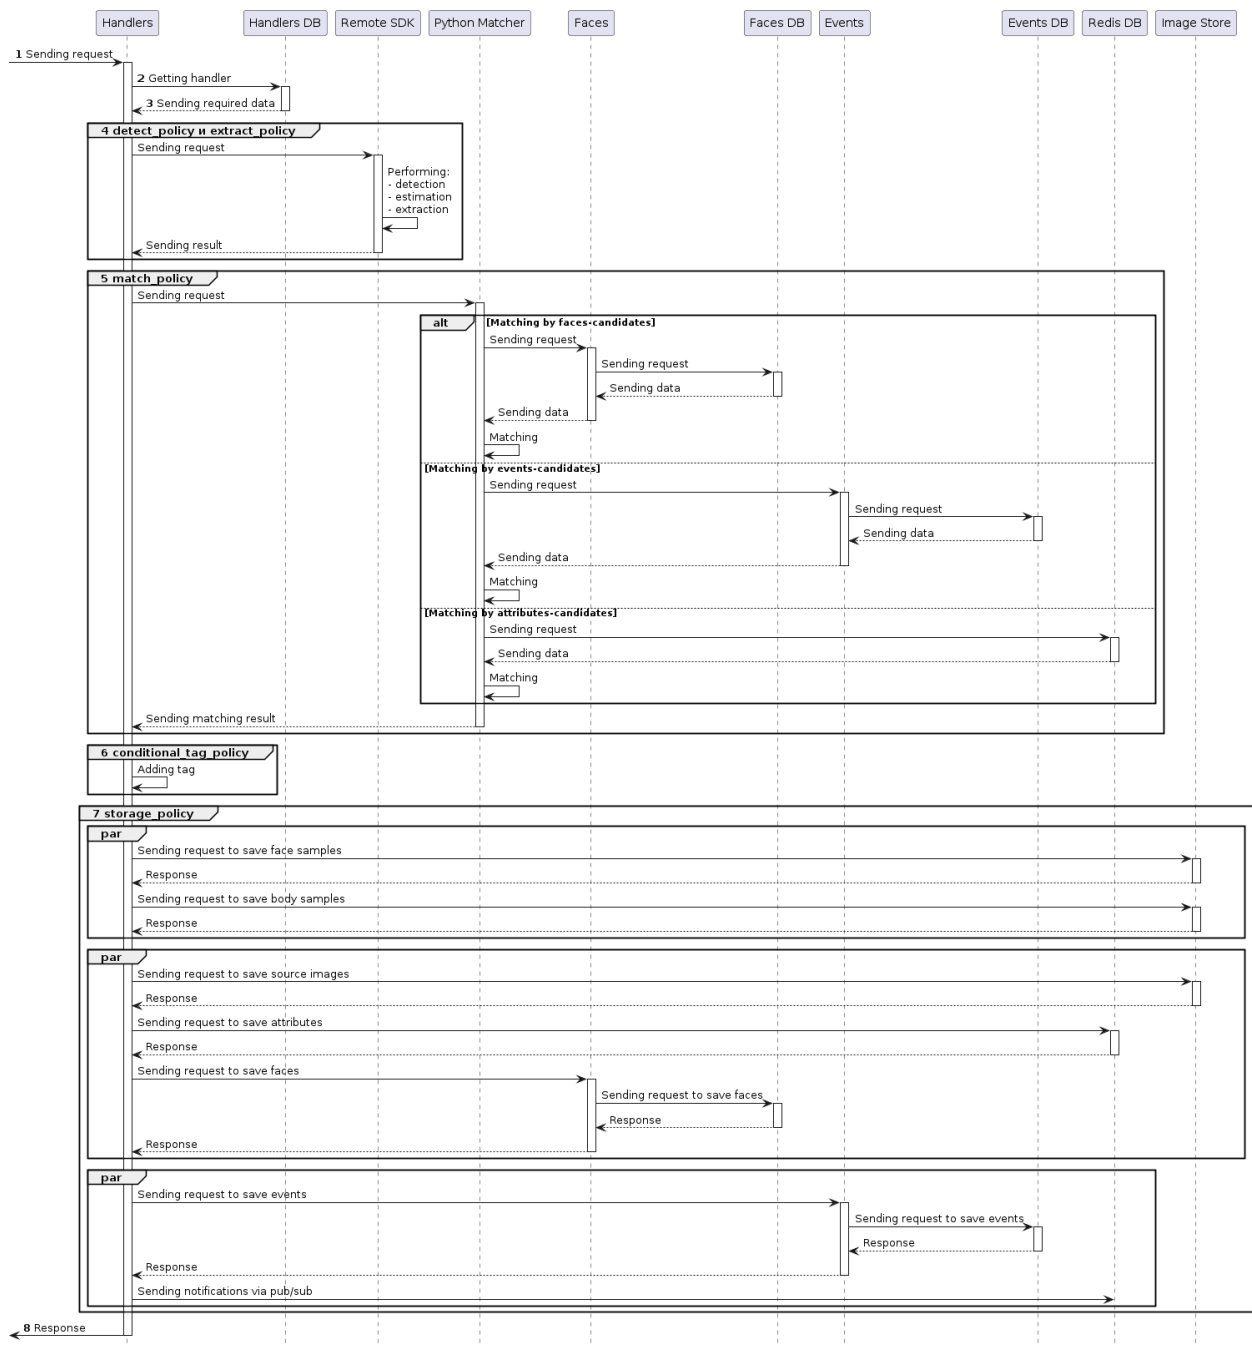 Handlers
Handlers DB
Remote SDK
Python Matcher
Faces
Faces DB
Events
Events DB
Redis DB
Image Store
1 Sending request
2 Getting handler
3 Sending required data
4 detect_policy и extract_policy
Sending request
Performing:
- detection
- estimation
- extraction
Sending result
5 match_policy
Sending request
alt
[Matching by faces-candidates]
Sending request
Sending request
Sending data
Sending data
Matching
[Matching by events-candidates]
Sending request
Sending request
Sending data
Sending data
Matching
[Matching by attributes-candidates]
Sending request
Sending data
Matching
Sending matching result
6 conditional_tag_policy
Adding tag
7 storage_policy
par
Sending request to save face samples
Response
Sending request to save body samples
Response
par
Sending request to save source images
Response
Sending request to save attributes
Response
Sending request to save faces
Sending request to save faces
Response
Response
par
Sending request to save events
Sending request to save events
Response
Response
Sending notifications via pub/sub
8 Response